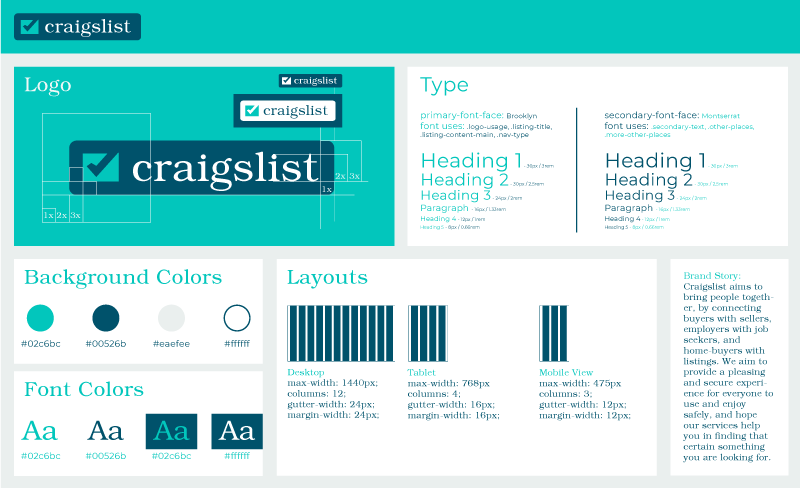 craigslist
Logo
craigslist
craigslist
craigslist
1x
2x
3x
1x
2x
3x
Type
primary-font-face: Brooklyn
font uses: .logo-usage, .listing-title,
.listing-content-main, .nav-type
Heading 1 - 36px / 3rem
Heading 2 - 30px / 2.5rem
Heading 3 - 24px / 2rem
Paragraph - 16px / 1.33rem
Heading 4 - 12px / 1rem
Heading 5 - 8px / 0.66rem
secondary-font-face: Montserrat
font uses: .secondary-text, .other-places,
.more-other-places
Heading 1 - 36px / 3rem
Heading 2 - 30px / 2.5rem
Heading 3 - 24px / 2rem
Paragraph - 16px / 1.33rem
Heading 4 - 12px / 1rem
Heading 5 - 8px / 0.66rem
Background Colors
#02c6bc
#00526b
#eaefee
#ffffff
Font Colors
Aa
Aa
Aa
Aa
#02c6bc
#00526b
#02c6bc
#ffffff
Layouts
Desktop
max-width: 1440px;
columns: 12;
gutter-width: 24px;
margin-width: 24px;
Tablet
max-width: 768px
columns: 4;
gutter-width: 16px;
margin-width: 16px;
Mobile View
max-width: 475px
columns: 3;
gutter-width: 12px;
margin-width: 12px;
Brand Story:
Craigslist aims to
bring people togeth-
er, by connecting
buyers with sellers,
employers with job
seekers, and
home-buyers with
listings. We aim to
provide a pleasing
and secure experi-
ence for everyone to
use and enjoy
safely, and hope
our services help
you in finding that
certain something
you are looking for.